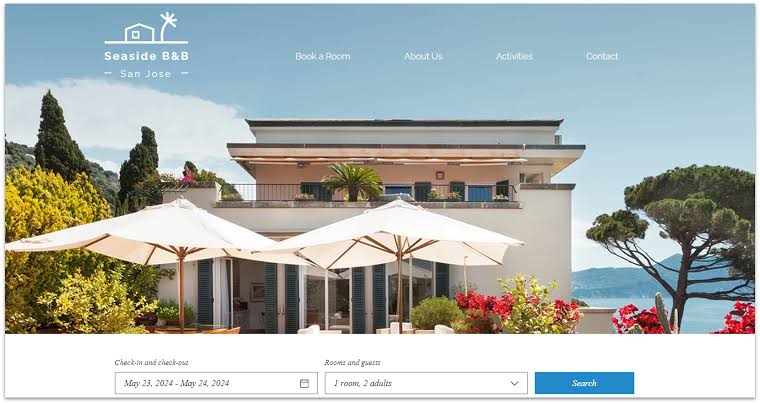 Seaside B&B
San Jose
Book a Room
About Us
Activities
Contact
Check-in and check-out
Rooms and guests
May 23, 2024 - May 24, 2024
1 room, 2 adults
Search